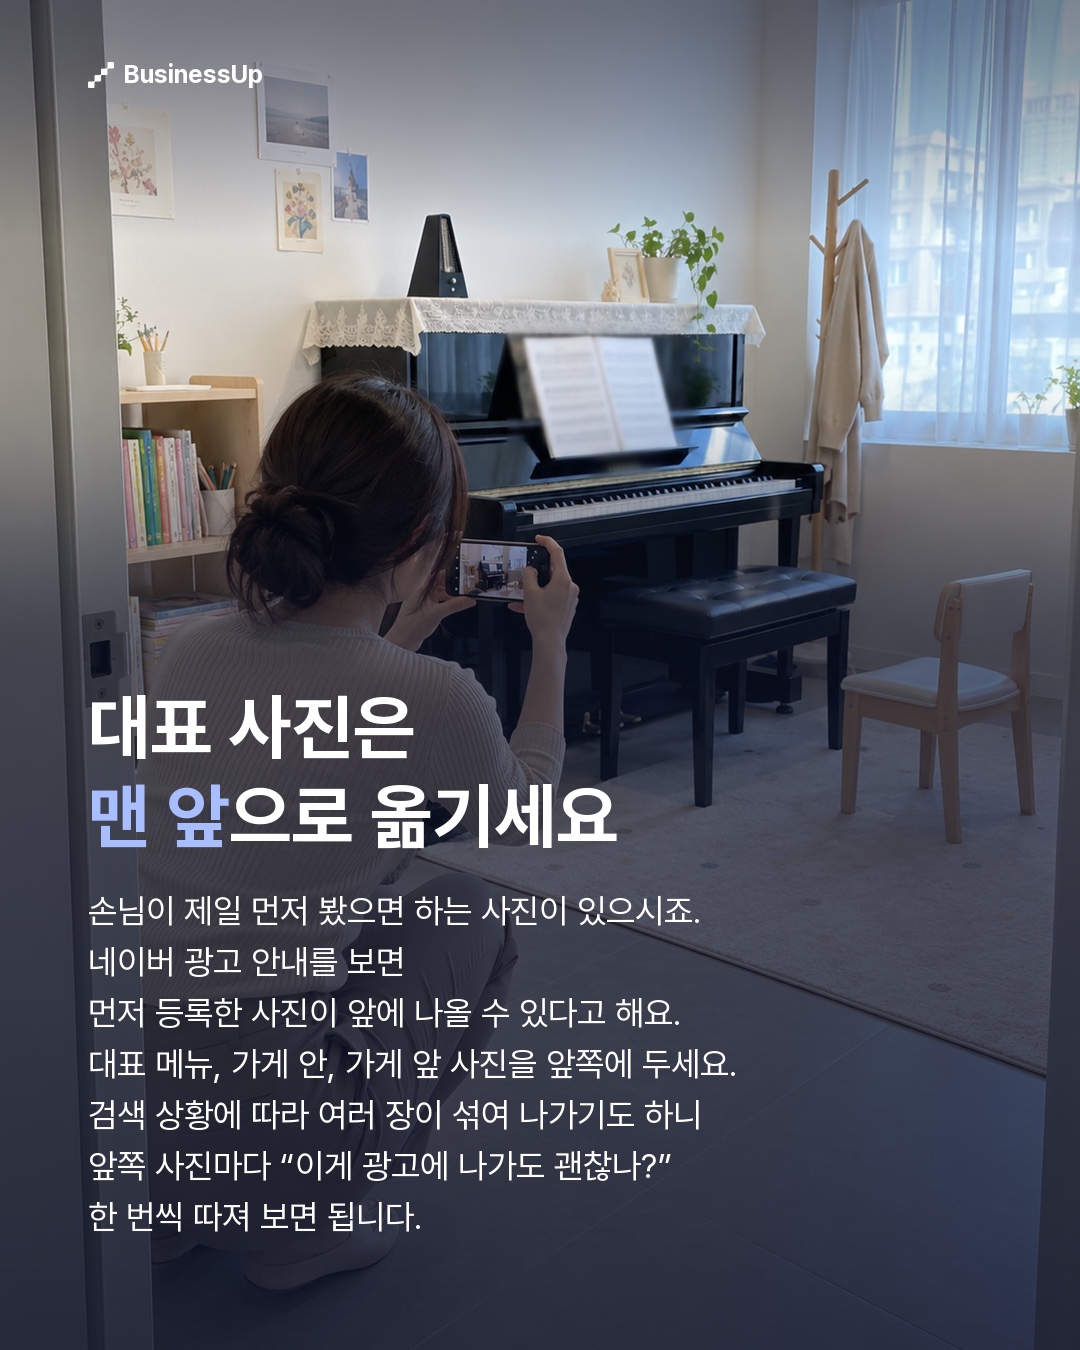 BusinessUp
대표 사진은
맨 앞으로 옮기세요
손님이 제일 먼저 봤으면 하는 사진이 있으시죠.
네이버 광고 안내를 보면
먼저 등록한 사진이 앞에 나올 수 있다고 해요.
대표 메뉴, 가게 안, 가게 앞 사진을 앞쪽에 두세요.
검색 상황에 따라 여러 장이 섞여 나가기도 하니
앞쪽 사진마다 “이게 광고에 나가도 괜찮나?”
한 번씩 따져 보면 됩니다.